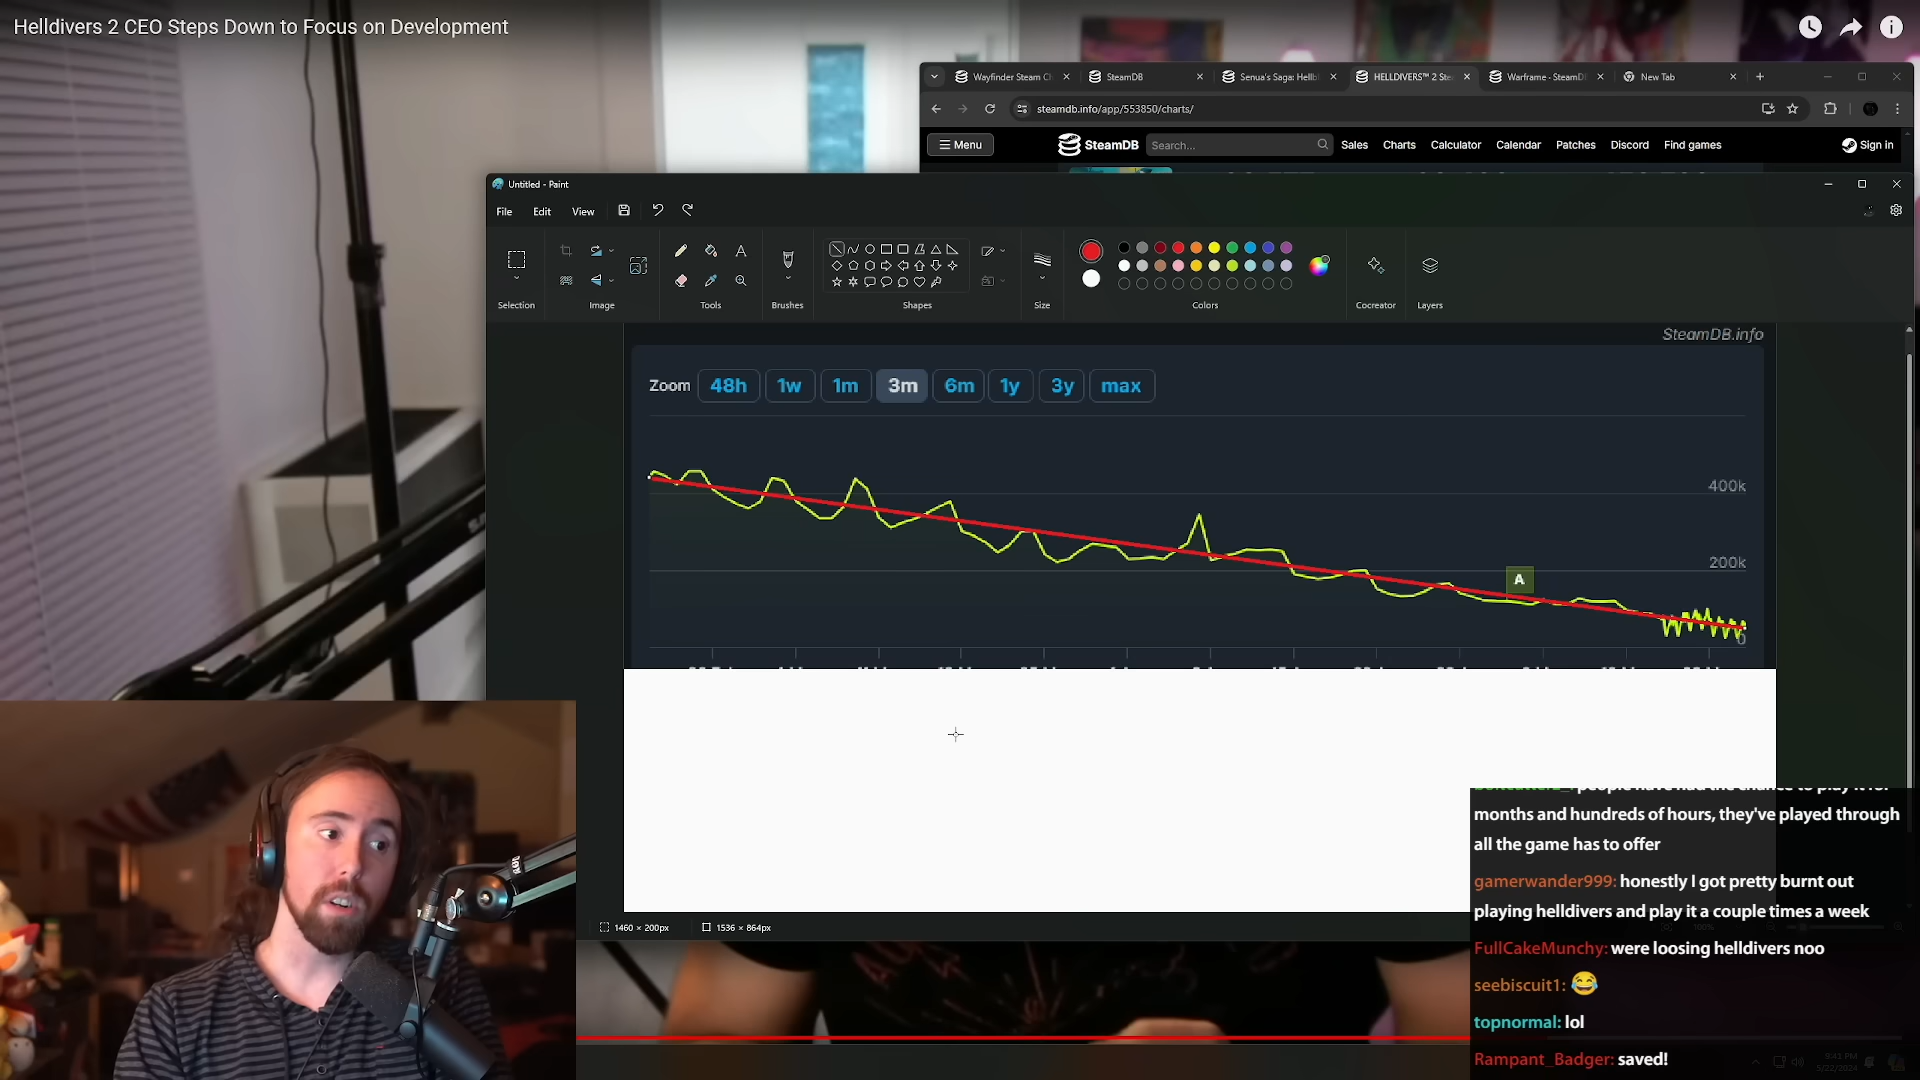 Helldivers 2 CEO Steps Down to Focus on Development
SteamDB
HELLDIVERS™ 2 Ste
Warframe - SteamD
New Tab
steamdb.info/app/553850/charts/
Menu
SteamDB
Search...
Sales
Charts
Calculator
Calendar
Patches
Discord
Find games
Sign in
Untitled - Paint
File
Edit
View
Selection
Image
Tools
Brushes
Shapes
Size
Colors
Cocreator
Layers
SteamDB.info
Zoom
48h
1w
1m
3m
6m
1y
3y
max
400k
200k
A
0
1460 × 200px
1536 × 864px
months and hundreds of hours, they've played through
all the game has to offer
gamerwander999: honestly I got pretty burnt out
playing helldivers and play it a couple times a week
FullCakeMunchy: were loosing helldivers noo
seebiscuit1: 😂
topnormal: lol
Rampant_Badger: saved!